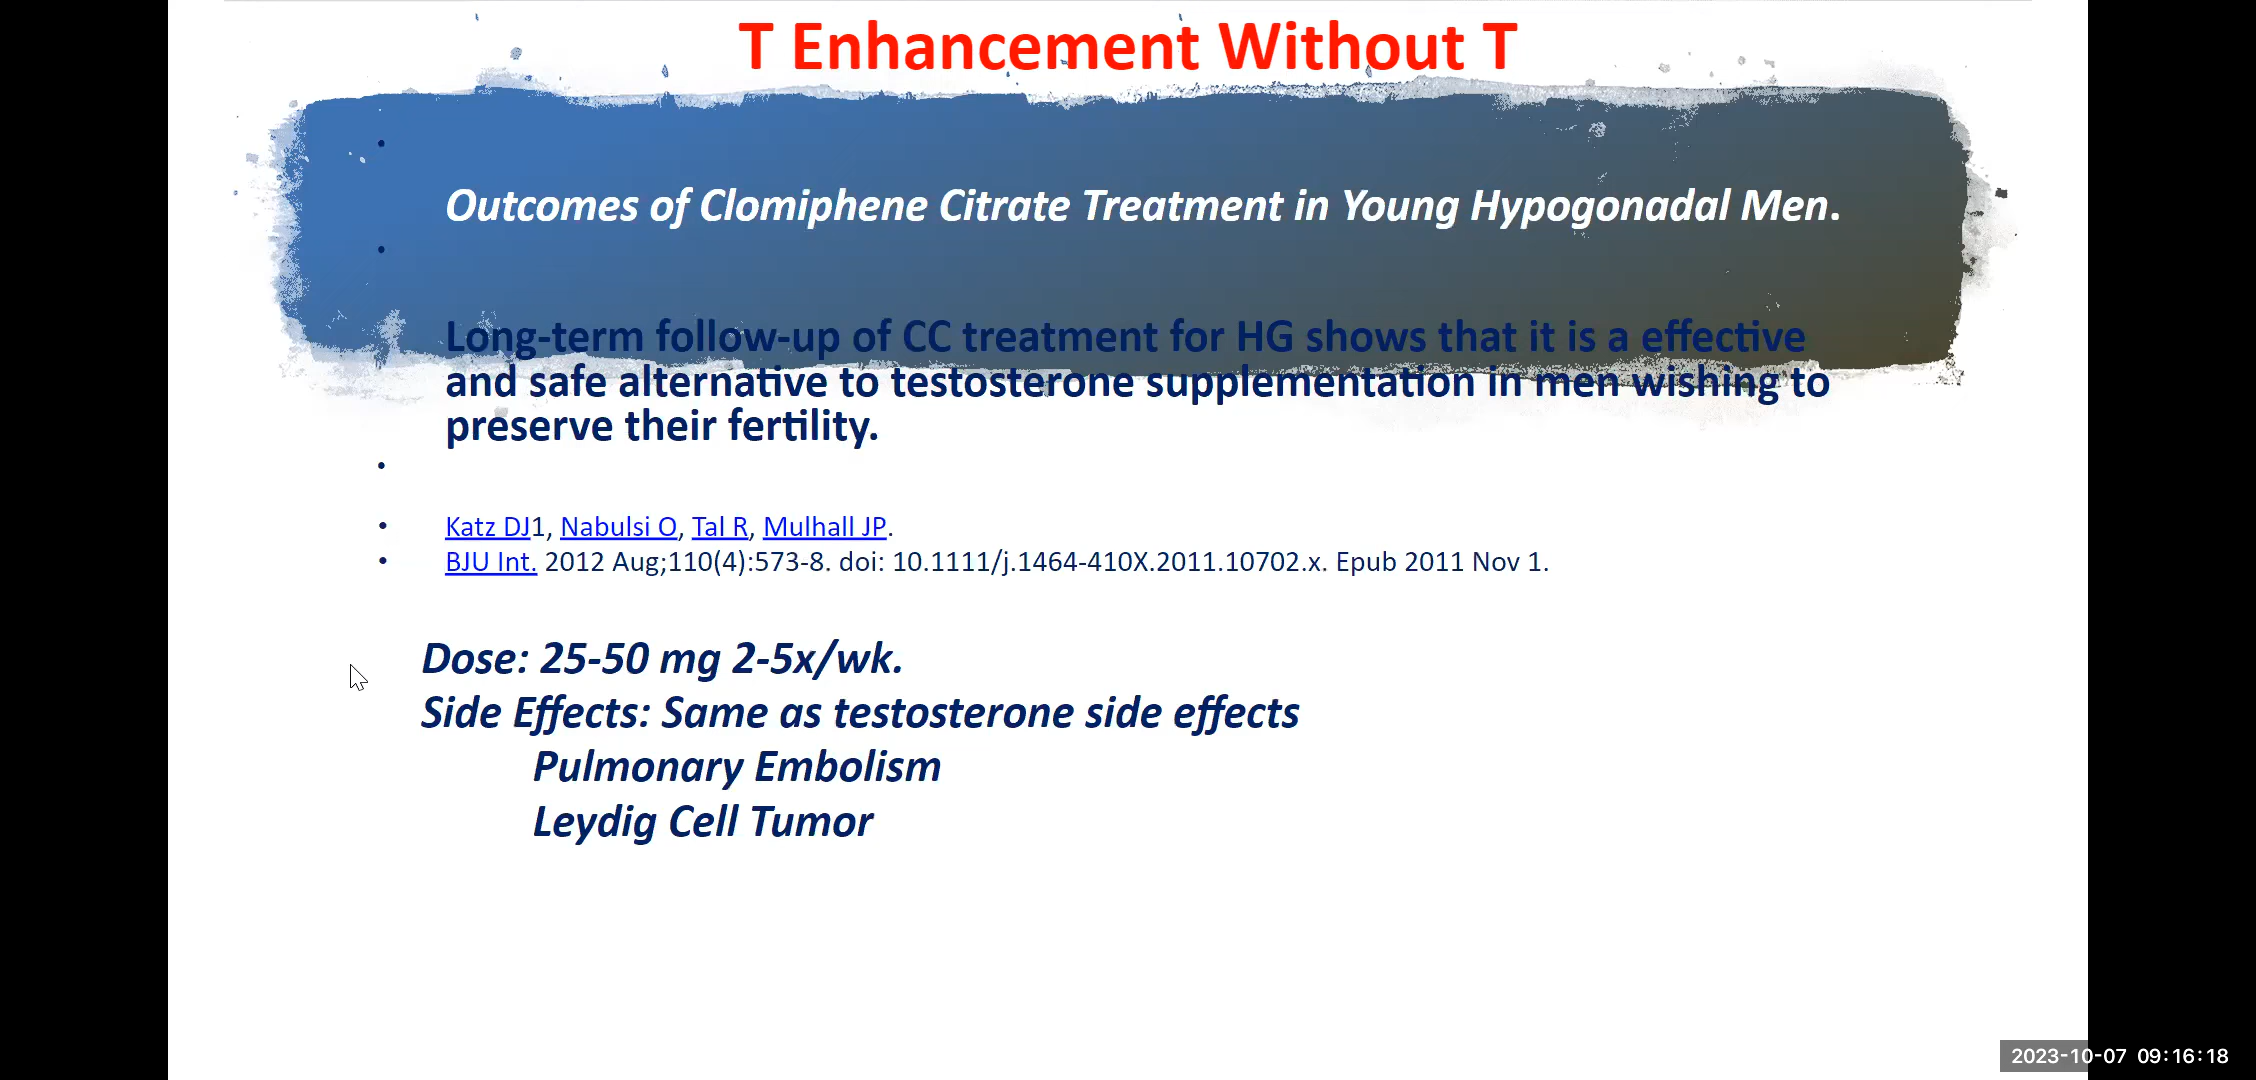 T Enhancement Without T
Outcomes of Clomiphene Citrate Treatment in Young Hypogonadal Men.
Long-term follow-up of CC treatment for HG shows that it is a effective
and safe alternative to testosterone supplementation in men wishing to
preserve their fertility.
Katz DJ1, Nabulsi O, Tal R, Mulhall JP.
BJU Int. 2012 Aug;110(4):573-8. doi: 10.1111/j.1464-410X.2011.10702.x. Epub 2011 Nov 1.
Dose: 25-50 mg 2-5x/wk.
Side Effects: Same as testosterone side effects
Pulmonary Embolism
Leydig Cell Tumor
2023-10-07 09:16:18